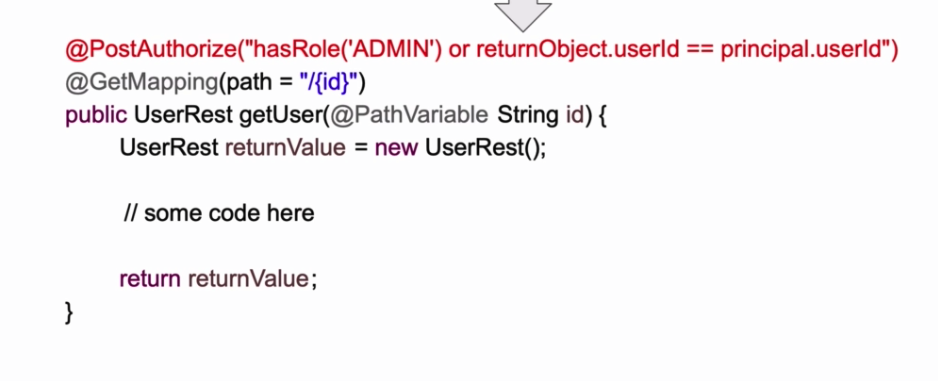 @PostAuthorize("hasRole('ADMIN') or returnObject.userId == principal.userId")
@GetMapping(path = "/{id}")
public UserRest getUser(@PathVariable String id) {
UserRest returnValue = new UserRest();
// some code here
return returnValue;
}